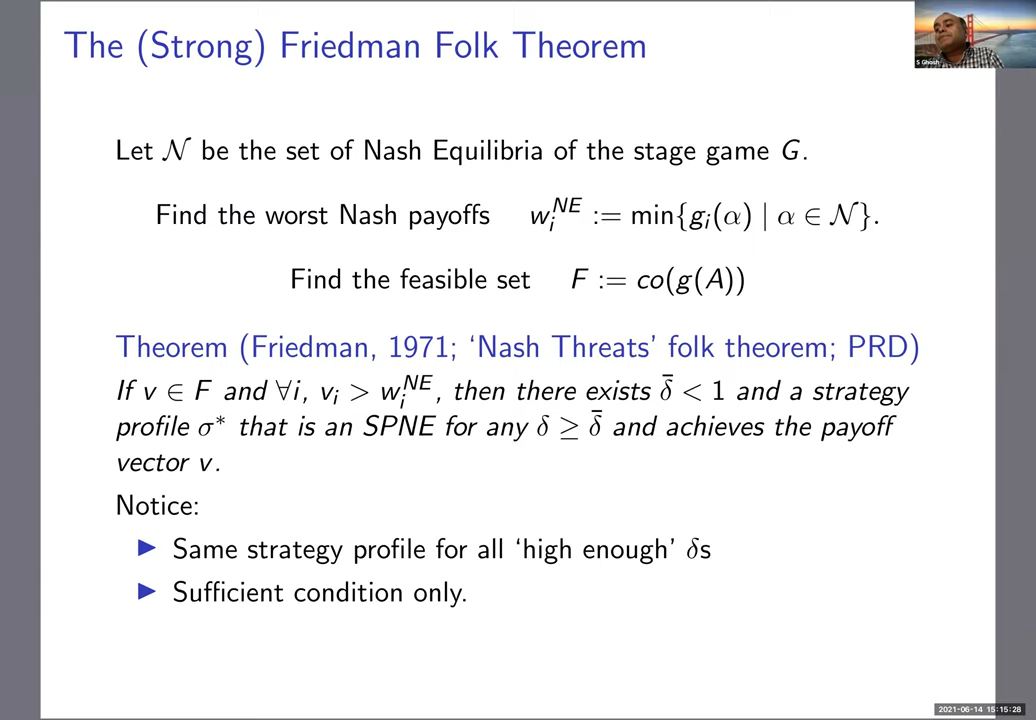 The (Strong) Friedman Folk Theorem
S Ghosh
Let 𝒩 be the set of Nash Equilibria of the stage game G.
Find the worst Nash payoffs w_i^{NE} := min{g_i(α) | α ∈ 𝒩}.
Find the feasible set F := co(g(A))
Theorem (Friedman, 1971; ‘Nash Threats’ folk theorem; PRD)
If v ∈ F and ∀i, v_i > w_i^{NE}, then there exists δ̄ < 1 and a strategy
profile σ* that is an SPNE for any δ ≥ δ̄ and achieves the payoff
vector v.
Notice:
▶ Same strategy profile for all ‘high enough’ δs
▶ Sufficient condition only.
2021-06-14 15:15:28